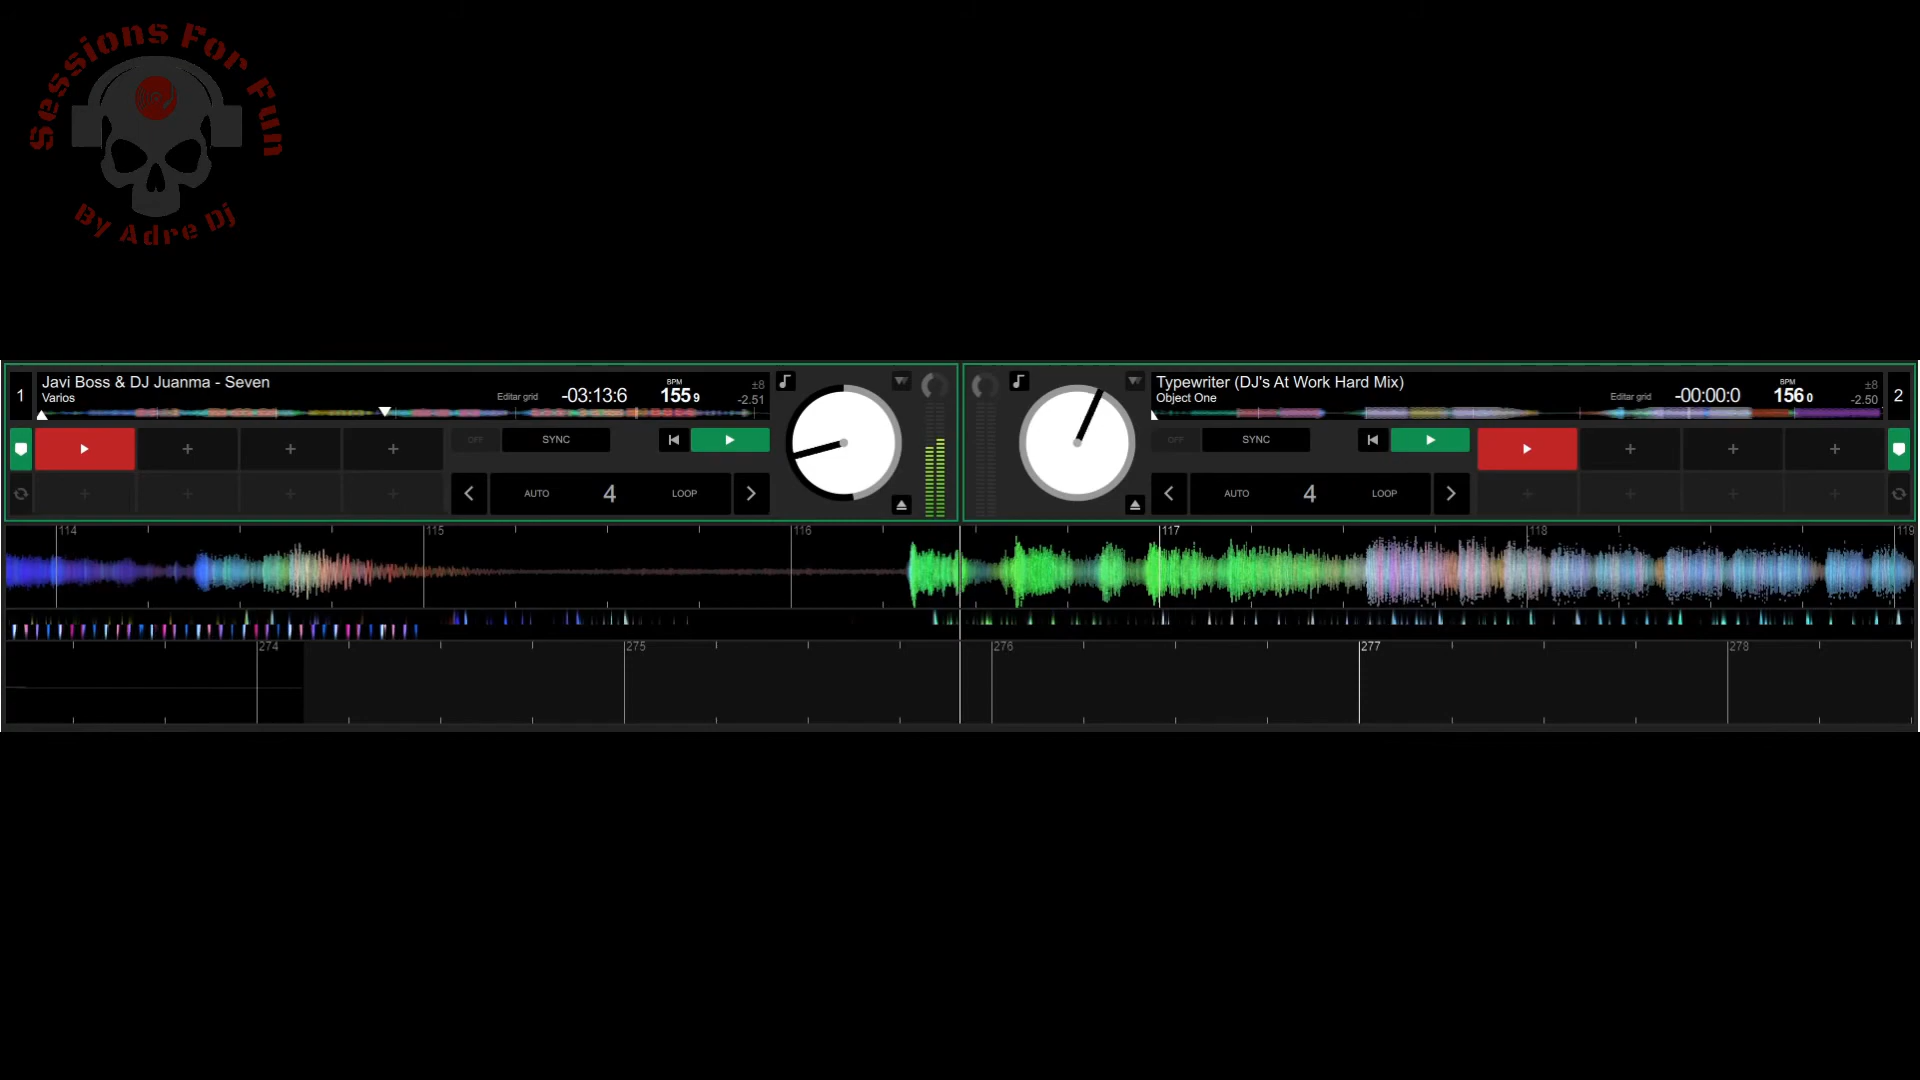 Sessions For Fun
By Adre Dj
1
Javi Boss & DJ Juanma - Seven
Varios
Editar grid
-03:13:6
BPM
155 9
±8
-2.51
OFF
SYNC
AUTO
4
LOOP
Typewriter (DJ's At Work Hard Mix)
Object One
Editar grid
-00:00:0
BPM
156 0
±8
-2.50
2
OFF
SYNC
AUTO
4
LOOP
114
115
116
117
118
119
274
275
276
277
278